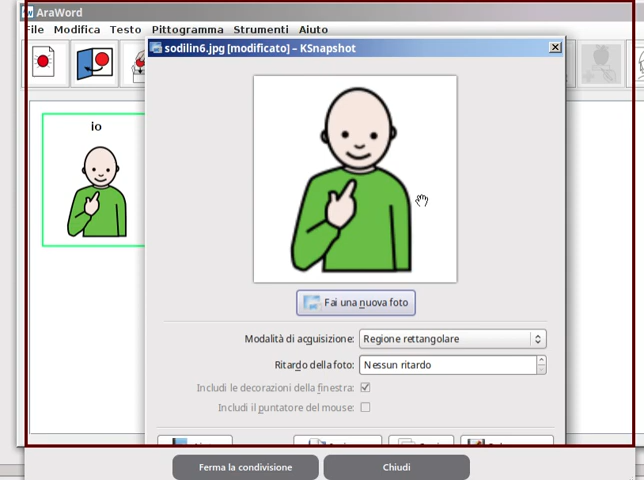 AraWord
File Modifica Testo Pittogramma Strumenti Aiuto
sodilin6.jpg [modificato] – KSnapshot
io
Fai una nuova foto
Modalità di acquisizione: Regione rettangolare
Ritardo della foto: Nessun ritardo
Includi le decorazioni della finestra:
Includi il puntatore del mouse:
Ferma la condivisione Chiudi